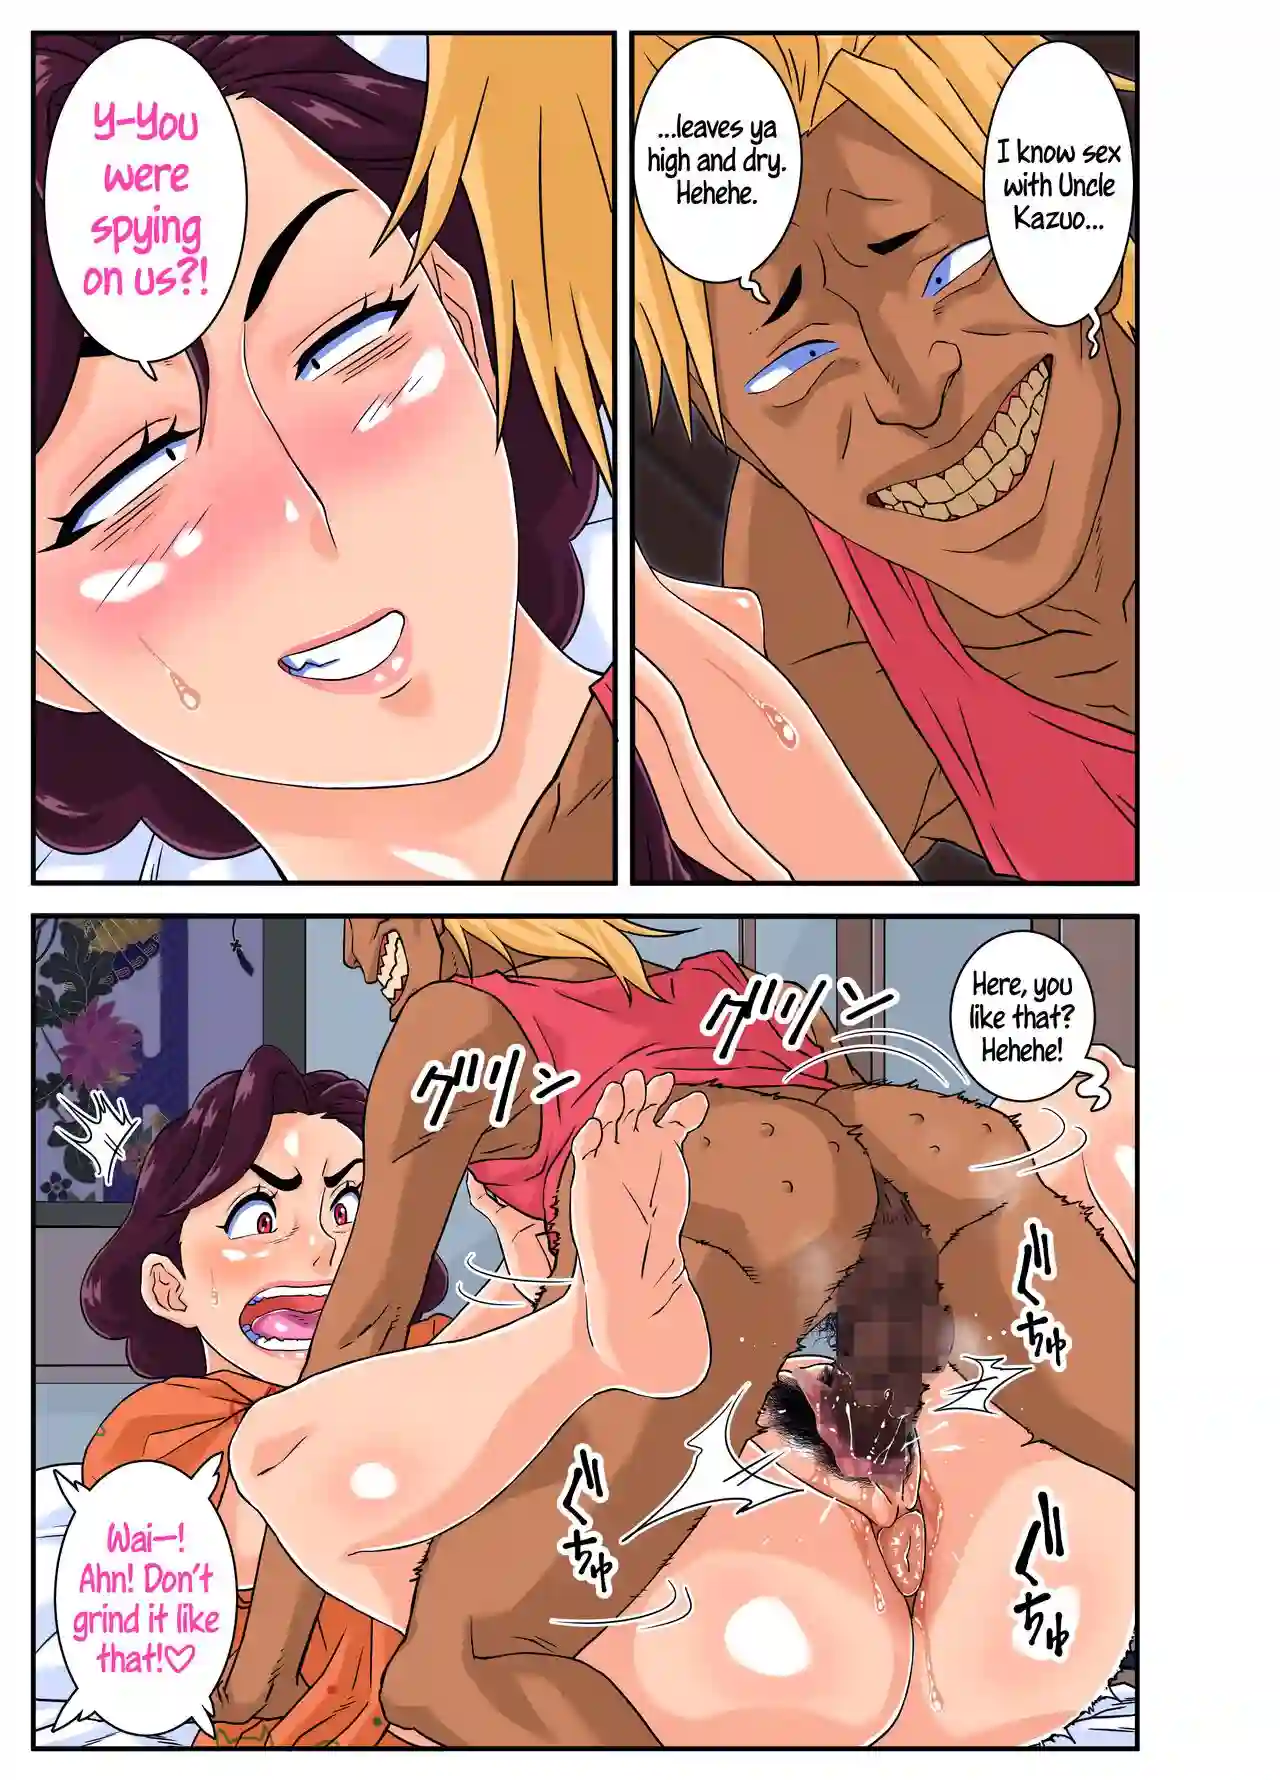 I know sex
with Uncle
Kazuo...
...leaves ya
high and dry.
Hehehe.
Y-You
were
spying
on us?!
Here, you
like that?
Hehehe!
グリン
グリン
ぢゅ
ぐちゅ
ぐちゅ
Wai—!
Ahn! Don't
grind it like
that!♡